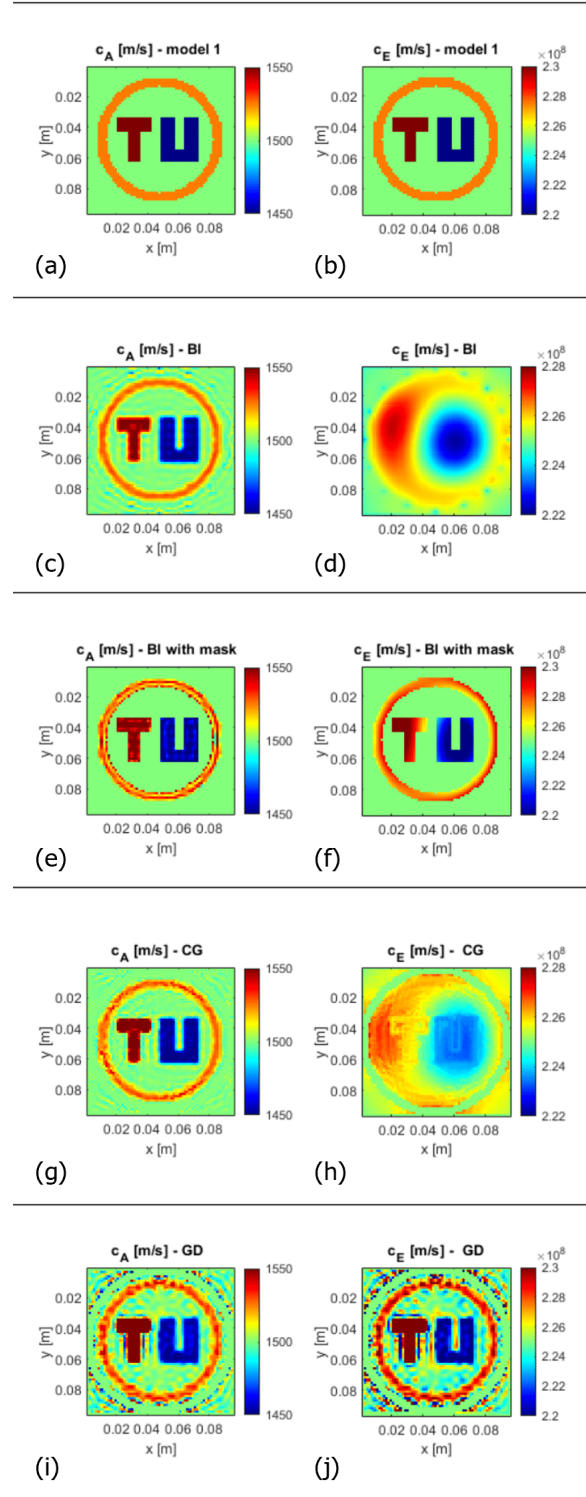 c_A [m/s] - model 1
c_E [m/s] - model 1
×10^8
1550
1500
1450
2.3
2.28
2.26
2.24
2.22
2.2
0.02
0.04
0.06
0.08
y [m]
0.02 0.04 0.06 0.08
x [m]
0.02
0.04
0.06
0.08
y [m]
0.02 0.04 0.06 0.08
x [m]
(a)
(b)
c_A [m/s] - BI
c_E [m/s] - BI
×10^8
1550
1500
1450
2.28
2.26
2.24
2.22
0.02
0.04
0.06
0.08
y [m]
0.02 0.04 0.06 0.08
x [m]
0.02
0.04
0.06
0.08
y [m]
0.02 0.04 0.06 0.08
x [m]
(c)
(d)
c_A [m/s] - BI with mask
c_E [m/s] - BI with mask
×10^8
1550
1500
1450
2.3
2.28
2.26
2.24
2.22
2.2
0.02
0.04
0.06
0.08
y [m]
0.02 0.04 0.06 0.08
x [m]
0.02
0.04
0.06
0.08
y [m]
0.02 0.04 0.06 0.08
x [m]
(e)
(f)
c_A [m/s] - CG
c_E [m/s] - CG
×10^8
1550
1500
1450
2.28
2.26
2.24
2.22
0.02
0.04
0.06
0.08
y [m]
0.02 0.04 0.06 0.08
x [m]
0.02
0.04
0.06
0.08
y [m]
0.02 0.04 0.06 0.08
x [m]
(g)
(h)
c_A [m/s] - GD
c_E [m/s] - GD
×10^8
1550
1500
1450
2.3
2.28
2.26
2.24
2.22
2.2
0.02
0.04
0.06
0.08
y [m]
0.02 0.04 0.06 0.08
x [m]
0.02
0.04
0.06
0.08
y [m]
0.02 0.04 0.06 0.08
x [m]
(i)
(j)
TU
TU
TU
TU
TU
TU
TU
TU
TU